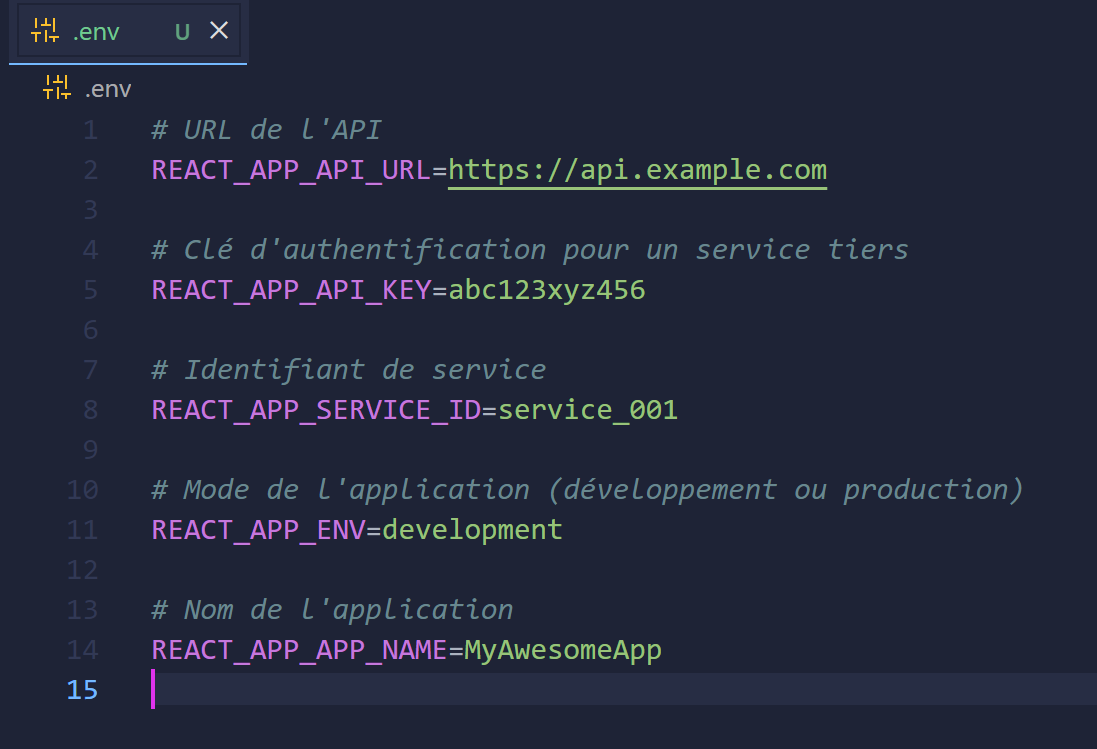 .env U
.env
1 # URL de l'API
2 REACT_APP_API_URL=https://api.example.com
3
4 # Clé d'authentification pour un service tiers
5 REACT_APP_API_KEY=abc123xyz456
6
7 # Identifiant de service
8 REACT_APP_SERVICE_ID=service_001
9
10 # Mode de l'application (développement ou production)
11 REACT_APP_ENV=development
12
13 # Nom de l'application
14 REACT_APP_APP_NAME=MyAwesomeApp
15